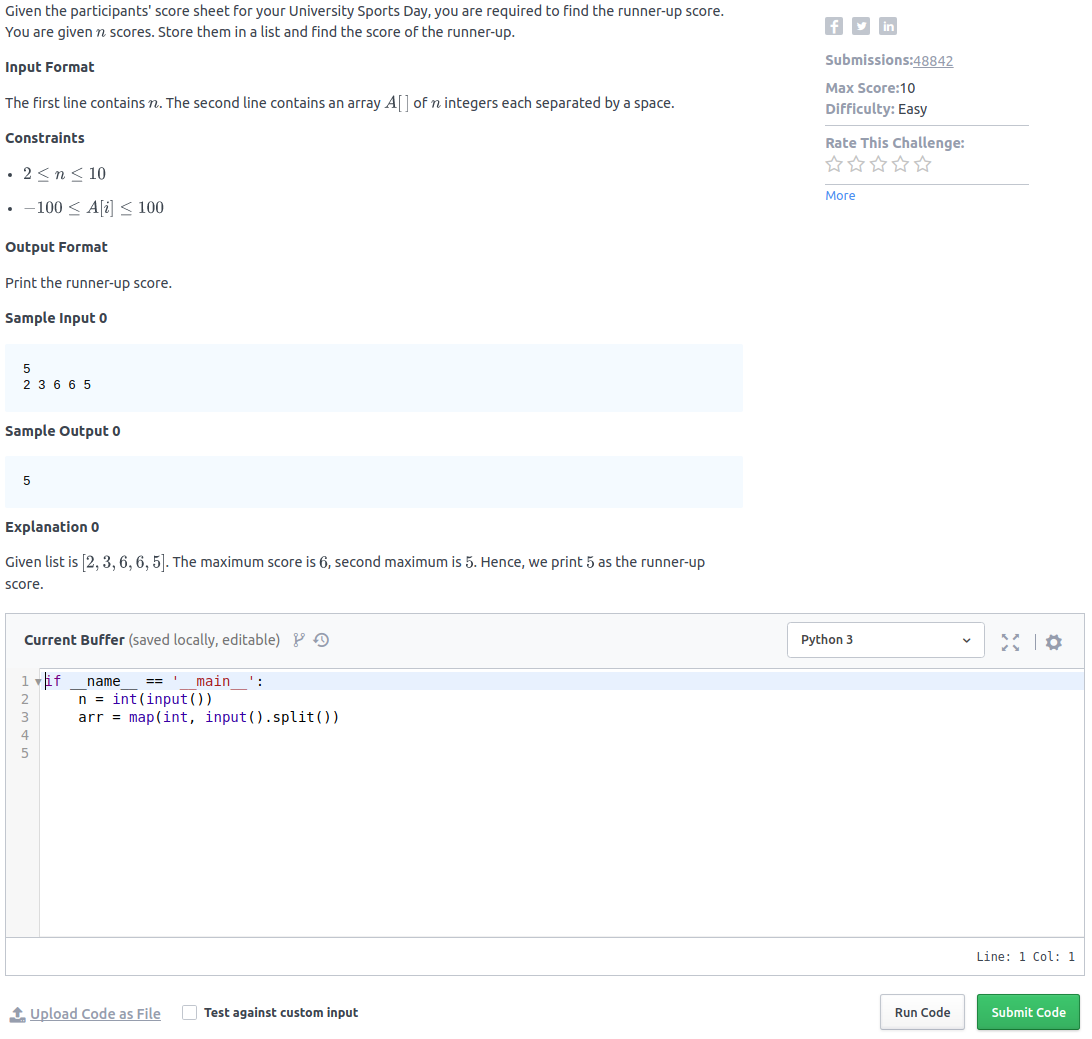 Given the participants' score sheet for your University Sports Day, you are required to find the runner-up score.
You are given n scores. Store them in a list and find the score of the runner-up.
Input Format
The first line contains n. The second line contains an array A[] of n integers each separated by a space.
Constraints
• 2 ≤ n ≤ 10
• −100 ≤ A[i] ≤ 100
Output Format
Print the runner-up score.
Sample Input 0
5
2 3 6 6 5
Sample Output 0
5
Explanation 0
Given list is [2, 3, 6, 6, 5]. The maximum score is 6, second maximum is 5. Hence, we print 5 as the runner-up
score.
f in
Submissions:48842
Max Score:10
Difficulty: Easy
Rate This Challenge:
More
Current Buffer (saved locally, editable)
Python 3
1 if __name__ == '__main__':
2     n = int(input())
3     arr = map(int, input().split())
4
5
Line: 1 Col: 1
Upload Code as File
Test against custom input
Run Code
Submit Code